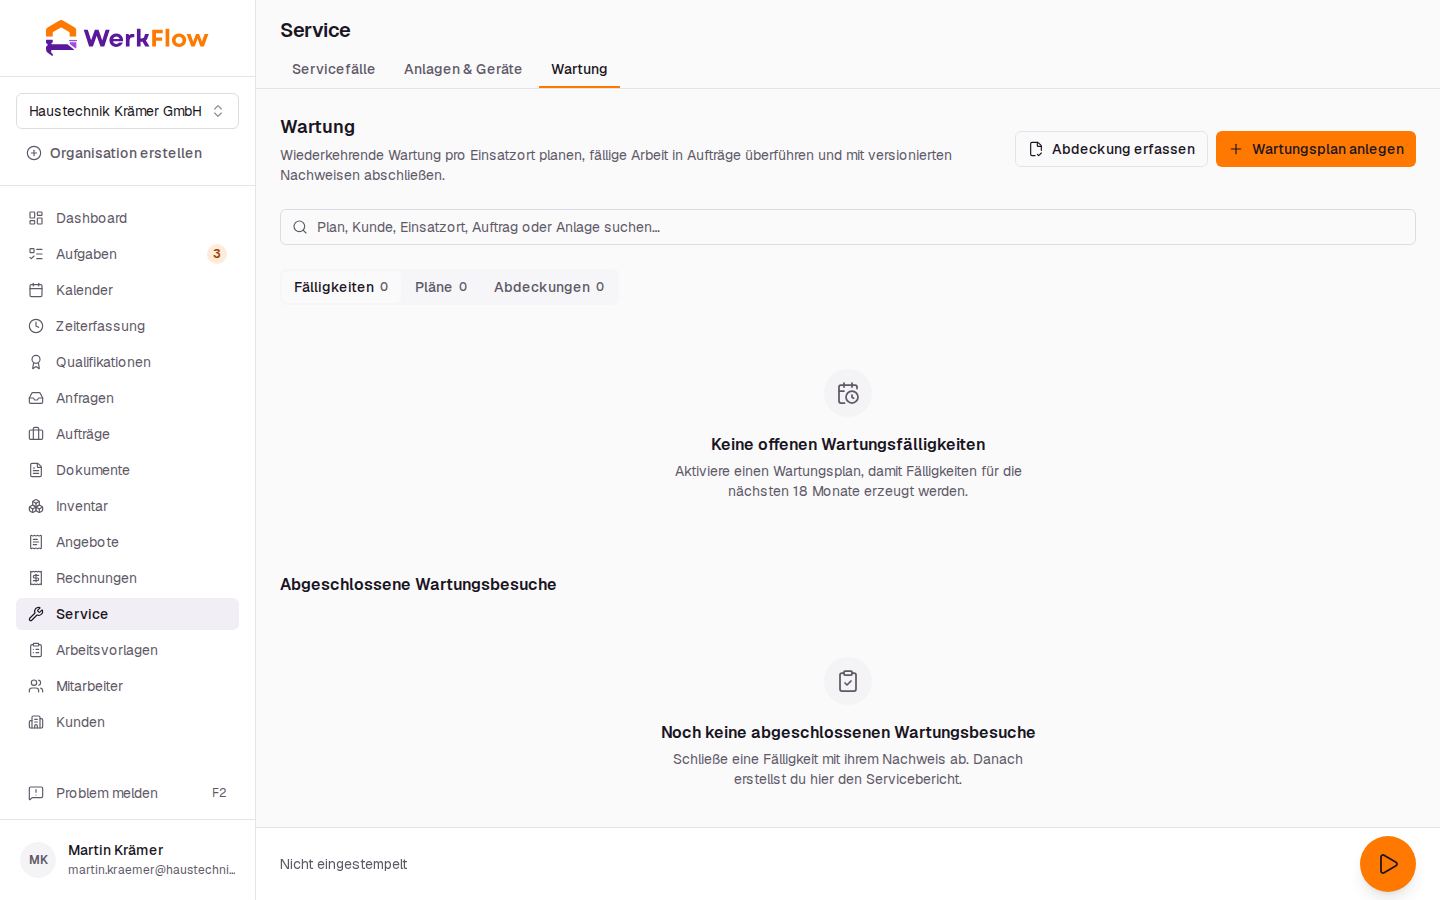 WerkFlow
Haustechnik Krämer GmbH
Organisation erstellen
Dashboard
Aufgaben 3
Kalender
Zeiterfassung
Qualifikationen
Anfragen
Aufträge
Dokumente
Inventar
Angebote
Rechnungen
Service
Arbeitsvorlagen
Mitarbeiter
Kunden
Problem melden F2
MK
Martin Krämer
martin.kraemer@haustechni…
Service
Servicefälle Anlagen & Geräte Wartung
Wartung
Wiederkehrende Wartung pro Einsatzort planen, fällige Arbeit in Aufträge überführen und mit versionierten
Nachweisen abschließen.
Abdeckung erfassen
Wartungsplan anlegen
Plan, Kunde, Einsatzort, Auftrag oder Anlage suchen…
Fälligkeiten 0 Pläne 0 Abdeckungen 0
Keine offenen Wartungsfälligkeiten
Aktiviere einen Wartungsplan, damit Fälligkeiten für die
nächsten 18 Monate erzeugt werden.
Abgeschlossene Wartungsbesuche
Noch keine abgeschlossenen Wartungsbesuche
Schließe eine Fälligkeit mit ihrem Nachweis ab. Danach
erstellst du hier den Servicebericht.
Nicht eingestempelt